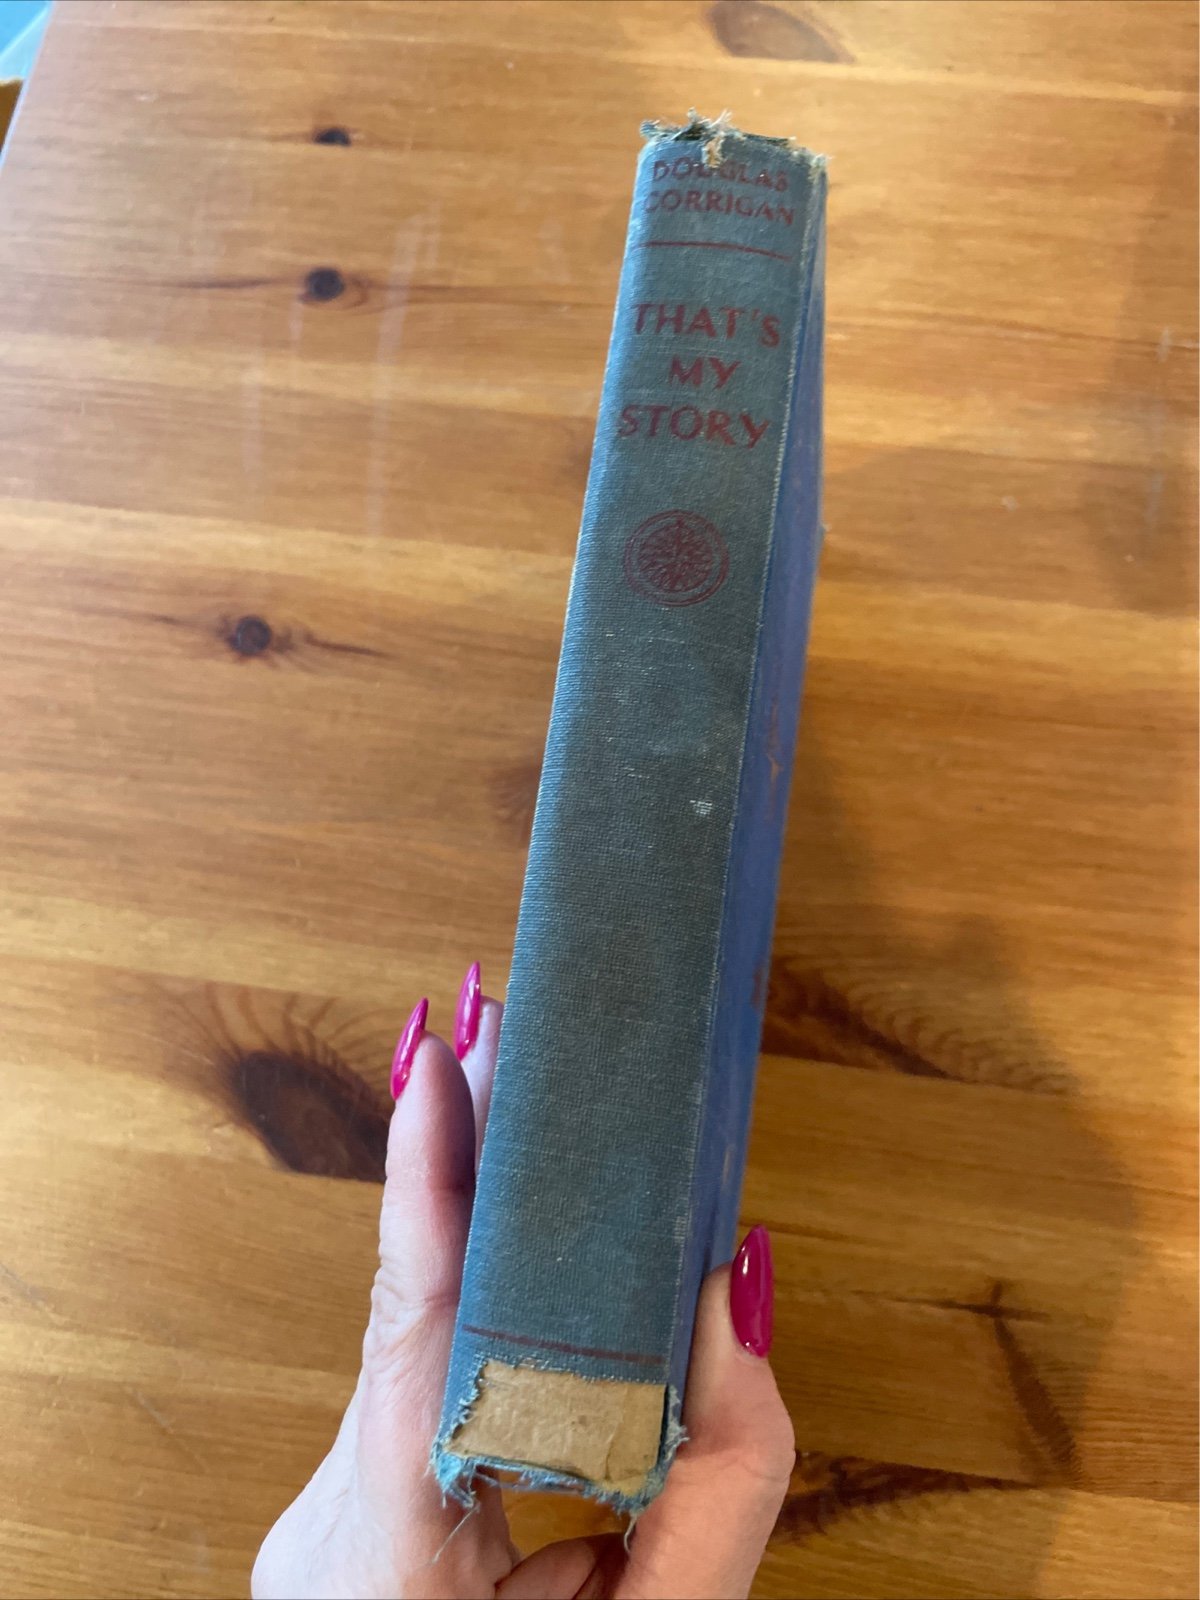 DOUGLAS
CORRIGAN
THAT'S
MY
STORY